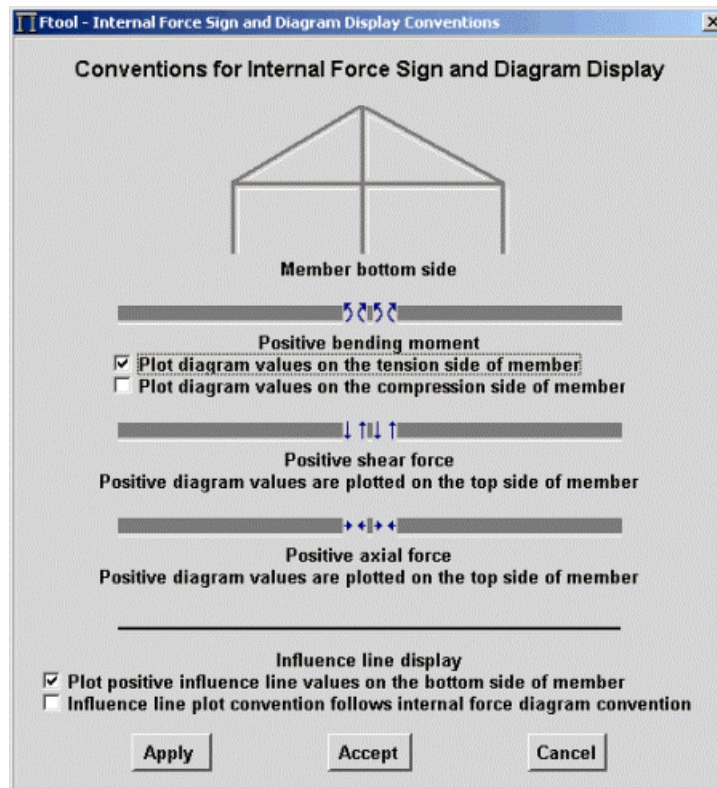 Ftool - Internal Force Sign and Diagram Display Conventions
Conventions for Internal Force Sign and Diagram Display
Member bottom side
Positive bending moment
Plot diagram values on the tension side of member
Plot diagram values on the compression side of member
Positive shear force
Positive diagram values are plotted on the top side of member
Positive axial force
Positive diagram values are plotted on the top side of member
Influence line display
Plot positive influence line values on the bottom side of member
Influence line plot convention follows internal force diagram convention
Apply Accept Cancel